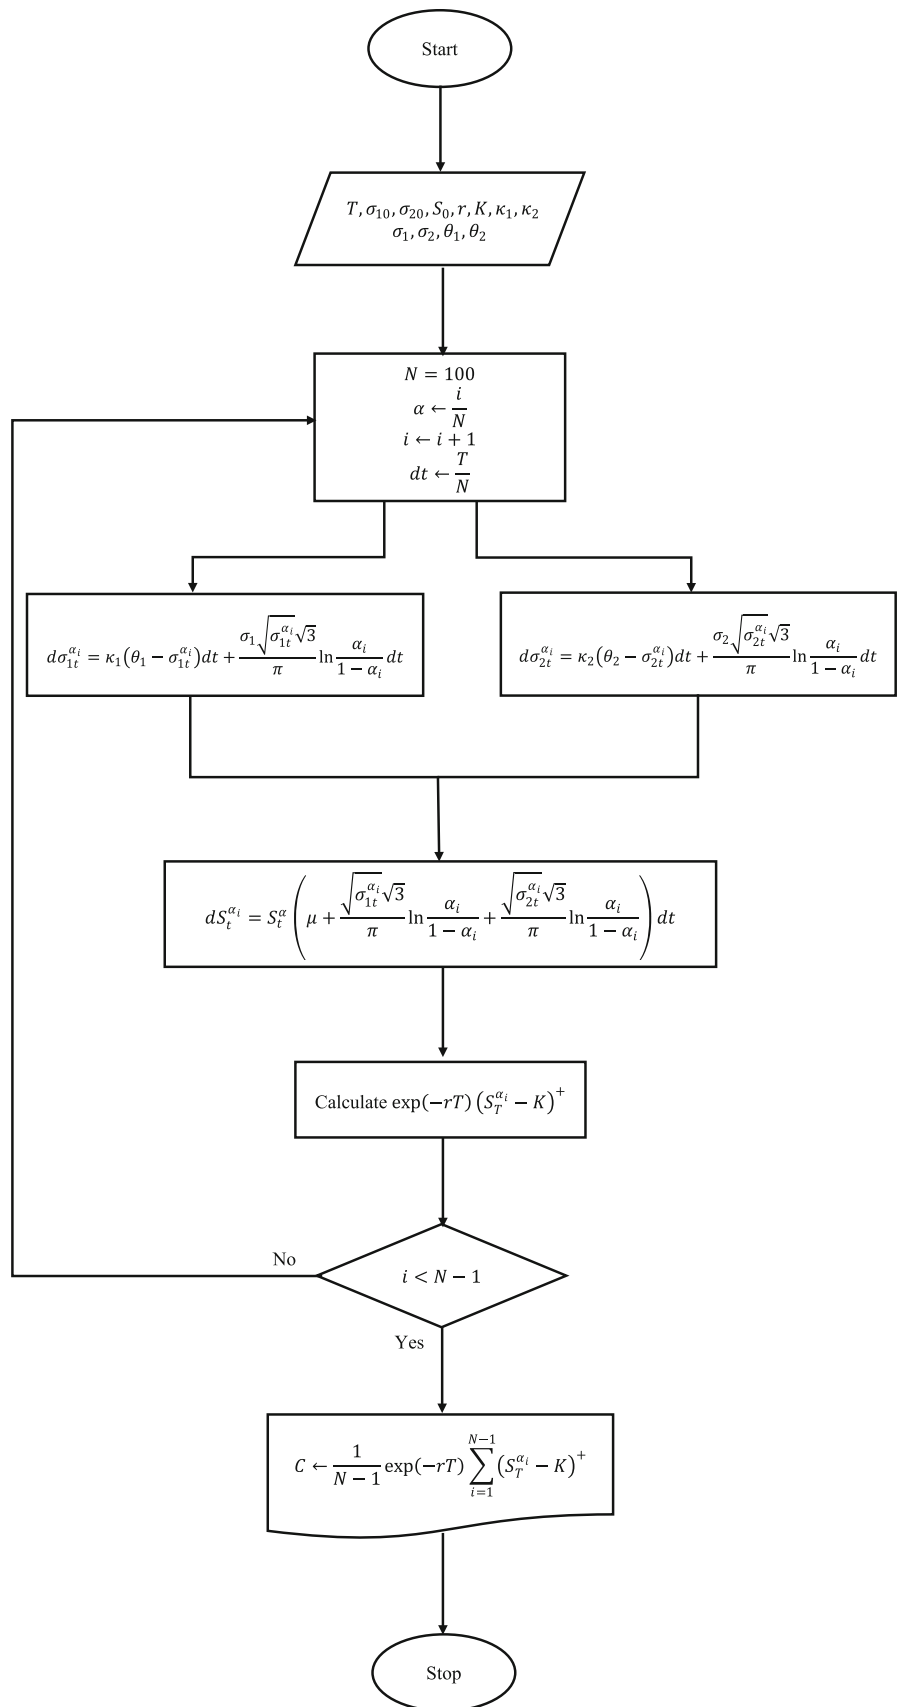 Start
T, σ₁₀, σ₂₀, S₀, r, K, κ₁, κ₂
σ₁, σ₂, θ₁, θ₂
N = 100
α ← i/N
i ← i + 1
dt ← T/N
dσ₁ₜ^{αᵢ} = κ₁(θ₁ − σ₁ₜ^{αᵢ})dt + (σ₁√(σ₁ₜ^{αᵢ})√3)/π ln αᵢ/(1 − αᵢ) dt
dσ₂ₜ^{αᵢ} = κ₂(θ₂ − σ₂ₜ^{αᵢ})dt + (σ₂√(σ₂ₜ^{αᵢ})√3)/π ln αᵢ/(1 − αᵢ) dt
dSₜ^{αᵢ} = Sₜ^{α} (μ + (√(σ₁ₜ^{αᵢ})√3)/π ln αᵢ/(1 − αᵢ) + (√(σ₂ₜ^{αᵢ})√3)/π ln αᵢ/(1 − αᵢ)) dt
Calculate exp(−rT) (S_T^{αᵢ} − K)⁺
No
i < N − 1
Yes
C ← 1/(N − 1) exp(−rT) ∑_{i=1}^{N−1} (S_T^{αᵢ} − K)⁺
Stop